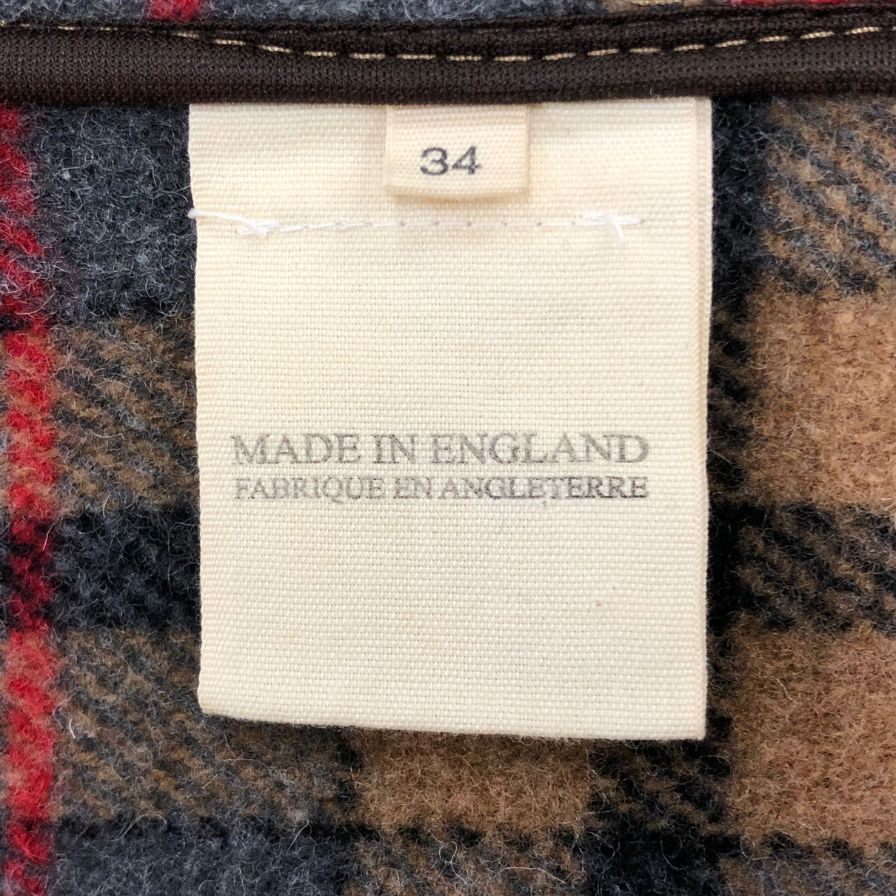 34
MADE IN ENGLAND
FABRIQUE EN ANGLETERRE